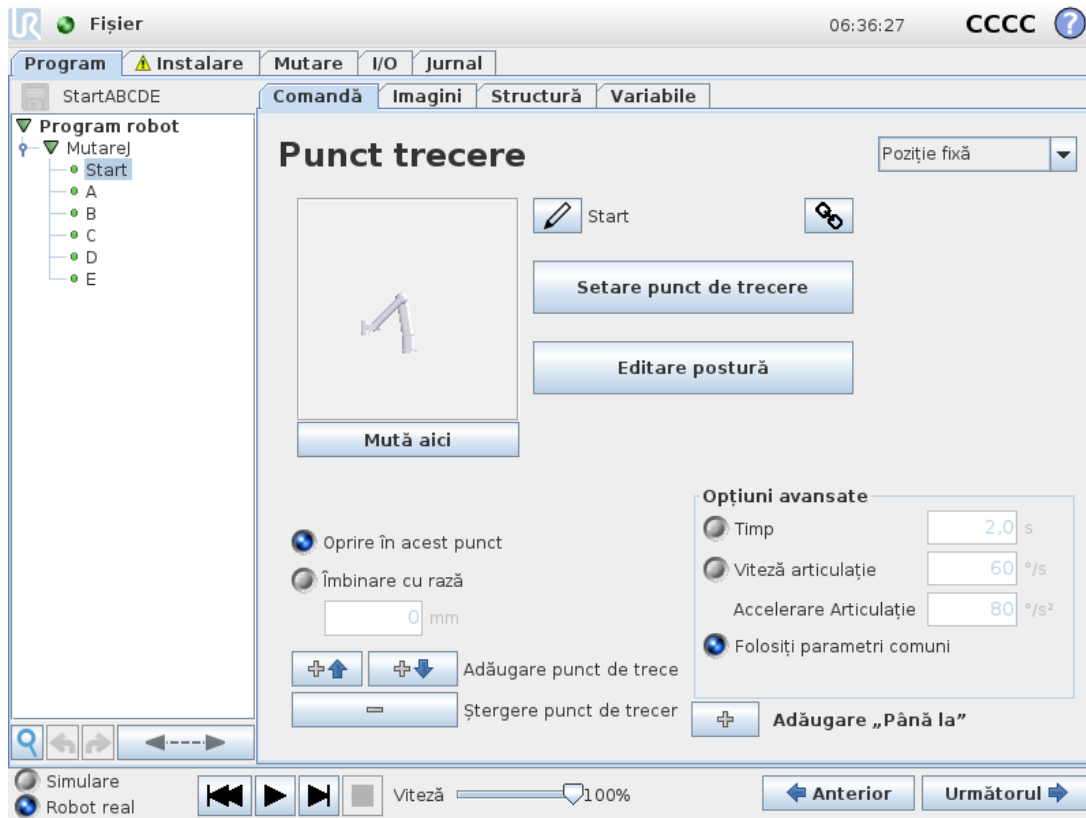 Fișier
06:36:27
CCCC
?
Program
Instalare
Mutare
I/O
Jurnal
StartABCDE
Comandă
Imagini
Structură
Variabile
Program robot
MutareJ
Start
A
B
C
D
E
Punct trecere
Poziție fixă
Start
Setare punct de trecere
Editare postură
Mută aici
Oprire în acest punct
Îmbinare cu rază
0 mm
Adăugare punct de trece
Ștergere punct de trecer
Opțiuni avansate
Timp
2,0 s
Viteză articulație
60 °/s
Accelerare Articulație
80 °/s²
Folosiți parametri comuni
Adăugare „Până la”
Simulare
Robot real
Viteză
100%
Anterior
Următorul